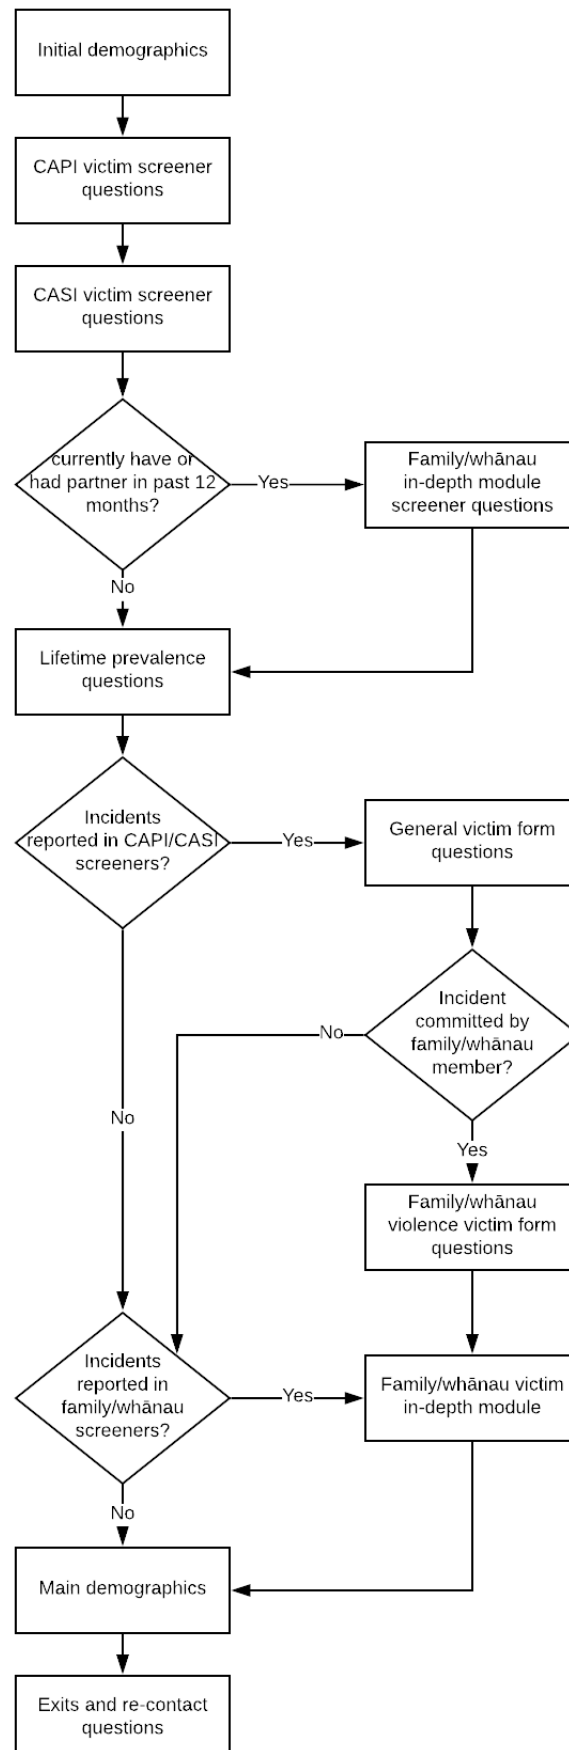 Initial demographics
CAPI victim screener
questions
CASI victim screener
questions
currently have or
had partner in past 12
months?
Yes
Family/whānau
in-depth module
screener questions
No
Lifetime prevalence
questions
Incidents
reported in CAPI/CASI
screeners?
Yes
General victim form
questions
Incident
committed by
family/whānau
member?
No
No
Yes
Family/whānau
violence victim form
questions
Incidents
reported in
family/whānau
screeners?
Yes
Family/whānau victim
in-depth module
No
Main demographics
Exits and re-contact
questions